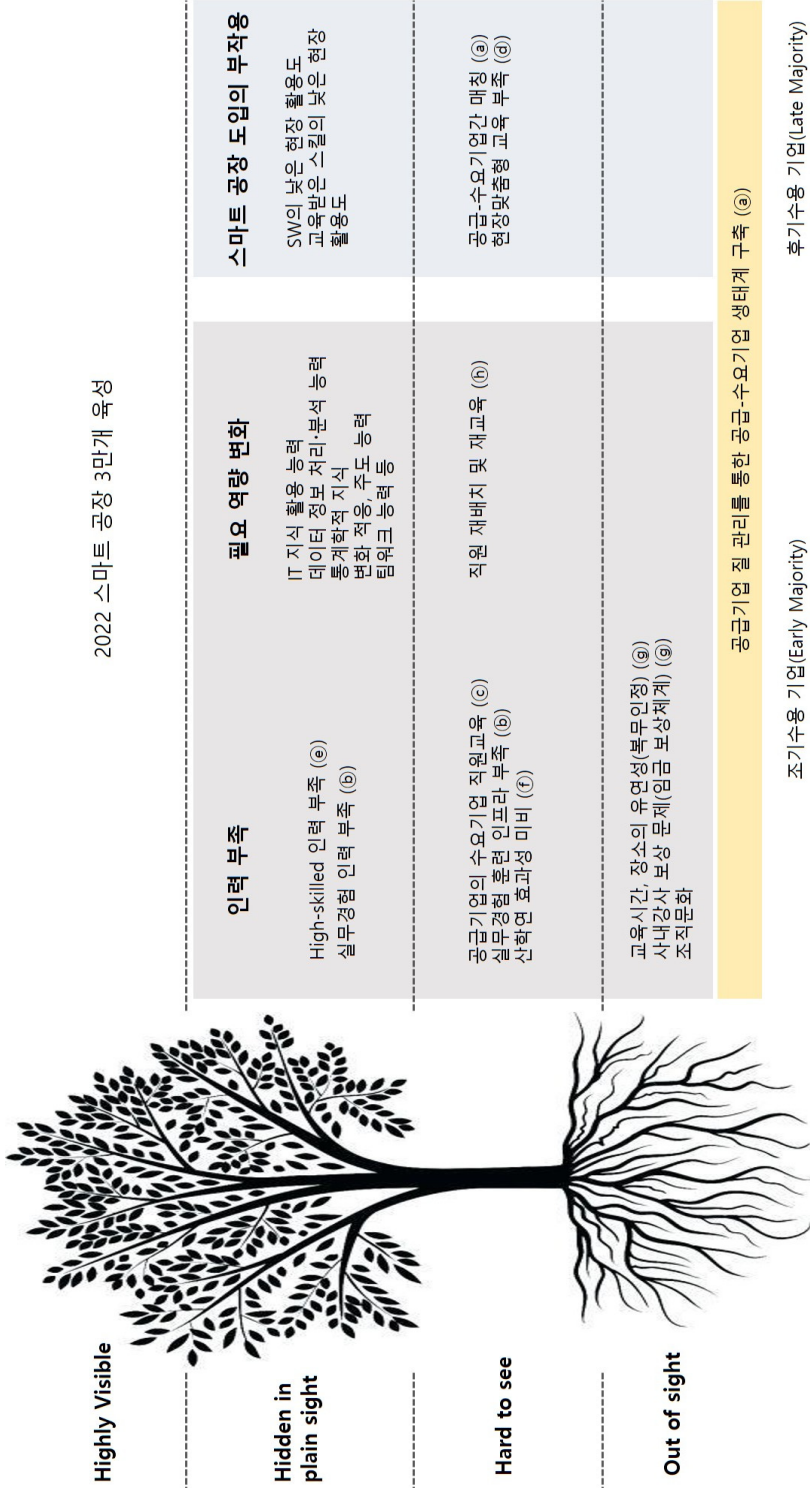 Highly Visible
2022 스마트 공장 3만개 육성
Hidden in
plain sight
인력 부족
High-skilled 인력 부족 (ⓔ)
실무경험 인력 부족 (ⓑ)
필요 역량 변화
IT 지식 활용 능력
데이터 정보 처리·분석 능력
통계학적 지식
변화 적응, 주도 능력
팀워크 능력 등
스마트 공장 도입의 부작용
SW의 낮은 현장 활용도
교육받은 스킬의 낮은 현장
활용도
Hard to see
공급기업의 수요기업 직원교육 (ⓒ)
실무경험 훈련 인프라 부족 (ⓑ)
산학연 효과성 미비 (ⓕ)
직원 재배치 및 재교육 (ⓗ)
공급-수요기업간 매칭 (ⓐ)
현장맞춤형 교육 부족 (ⓓ)
Out of sight
교육시간, 장소의 유연성(복무인정) (ⓖ)
사내강사 보상 문제(임금 보상체계) (ⓖ)
조직문화
공급기업 질 관리를 통한 공급-수요기업 생태계 구축 (ⓐ)
조기수용 기업(Early Majority)
후기수용 기업(Late Majority)